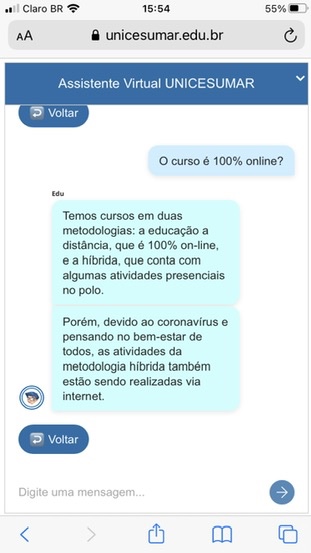 Claro BR
15:54
55%
AA
unicesumar.edu.br
Assistente Virtual UNICESUMAR
Voltar
O curso é 100% online?
Edu
Temos cursos em duas
metodologias: a educação a
distância, que é 100% on-line,
e a híbrida, que conta com
algumas atividades presenciais
no polo.
Porém, devido ao coronavírus e
pensando no bem-estar de
todos, as atividades da
metodologia híbrida também
estão sendo realizadas via
internet.
Voltar
Digite uma mensagem...